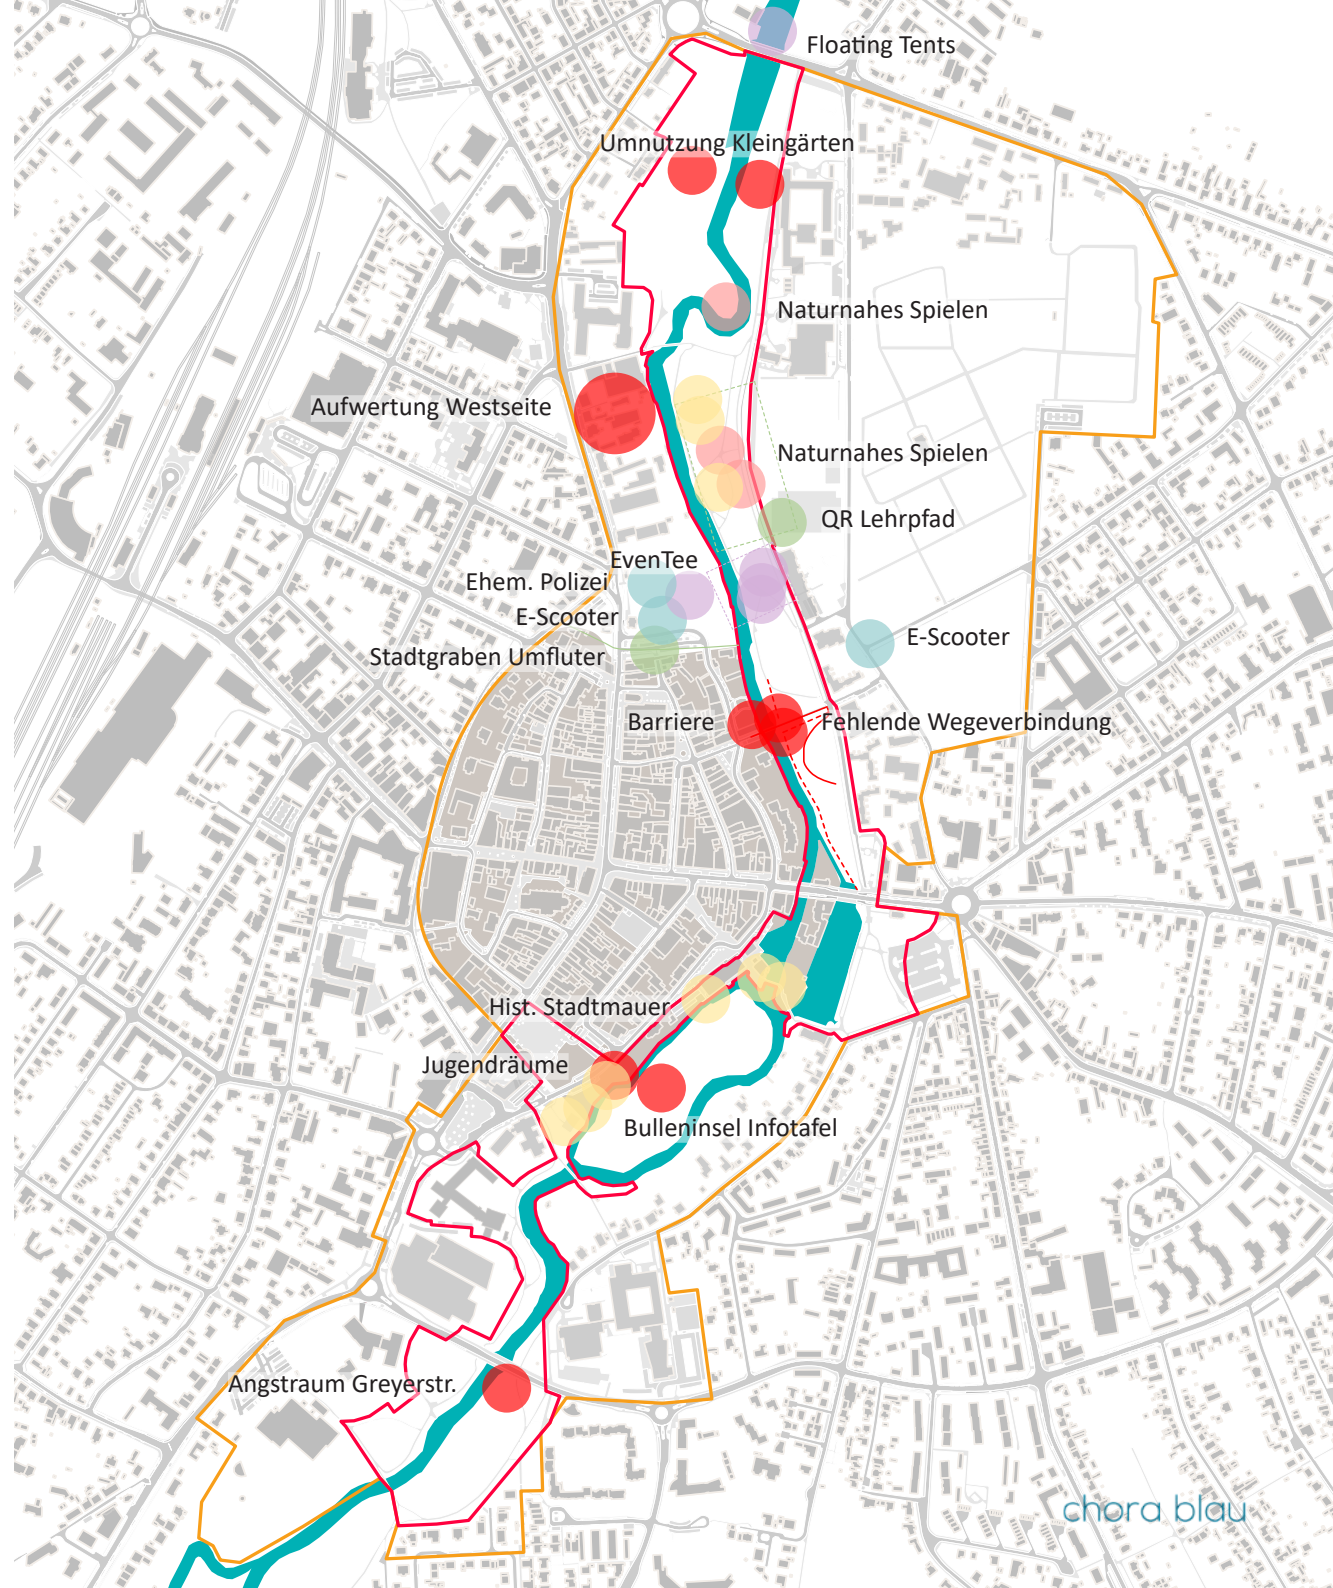 Floating Tents
Umnutzung Kleingärten
Naturnahes Spielen
Aufwertung Westseite
Naturnahes Spielen
QR Lehrpfad
EvenTee
Ehem. Polizei
E-Scooter
E-Scooter
Stadtgraben Umfluter
Barriere
Fehlende Wegeverbindung
Hist. Stadtmauer
Jugendräume
Bulleninsel Infotafel
Angstraum Greyerstr.
chora blau